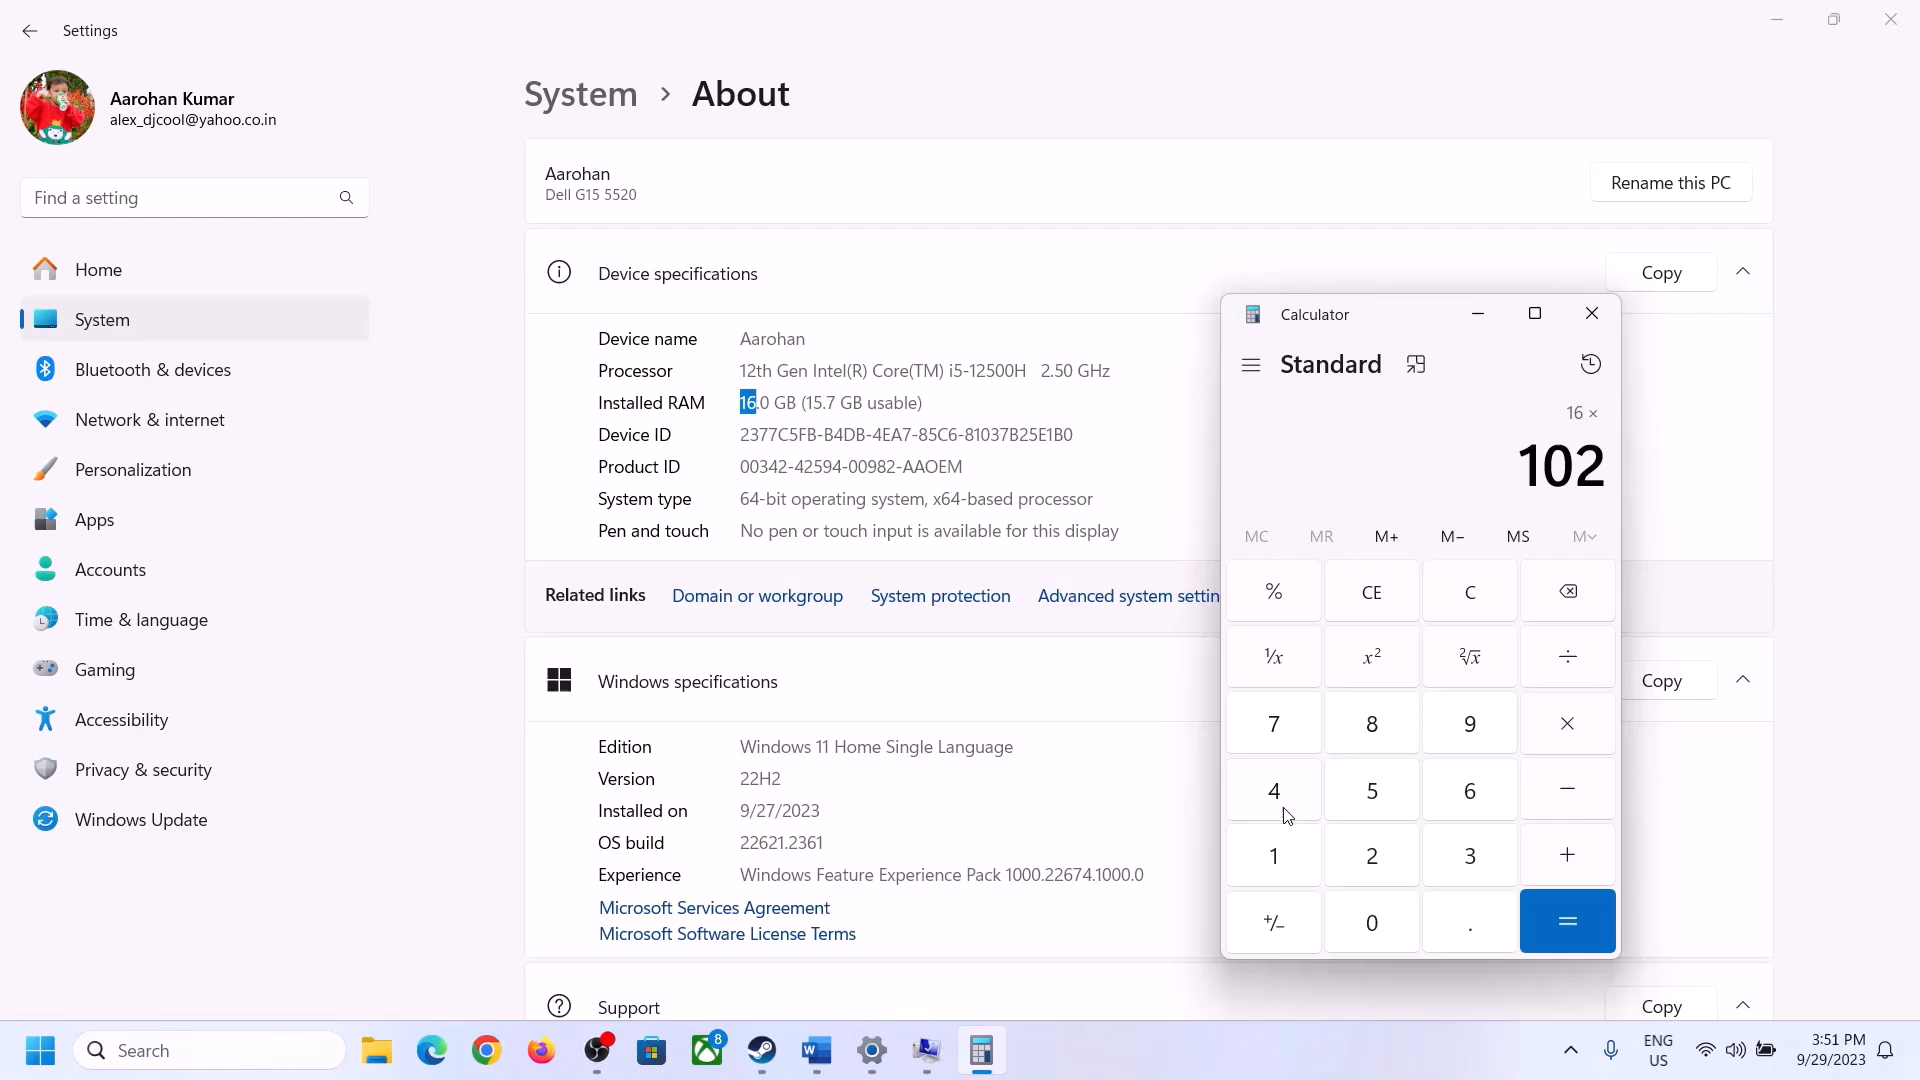 Settings
Aarohan Kumar
alex_djcool@yahoo.co.in
Find a setting
Home
System
Bluetooth & devices
Network & internet
Personalization
Apps
Accounts
Time & language
Gaming
Accessibility
Privacy & security
Windows Update
System > About
Aarohan
Dell G15 5520
Rename this PC
Device specifications
Copy
Device name Aarohan
Processor 12th Gen Intel(R) Core(TM) i5-12500H 2.50 GHz
Installed RAM 16.0 GB (15.7 GB usable)
Device ID 2377C5FB-B4DB-4EA7-85C6-81037B25E1B0
Product ID 00342-42594-00982-AAOEM
System type 64-bit operating system, x64-based processor
Pen and touch No pen or touch input is available for this display
Related links Domain or workgroup System protection Advanced system settin
Windows specifications
Copy
Edition Windows 11 Home Single Language
Version 22H2
Installed on 9/27/2023
OS build 22621.2361
Experience Windows Feature Experience Pack 1000.22674.1000.0
Microsoft Services Agreement
Microsoft Software License Terms
Support
Copy
Calculator
Standard
16 ×
102
MC MR M+ M− MS M
% CE C
¹/x x² ²√x ÷
7 8 9 ×
4 5 6 −
1 2 3 +
+/− 0 . =
Search
8
ENG
US
3:51 PM
9/29/2023